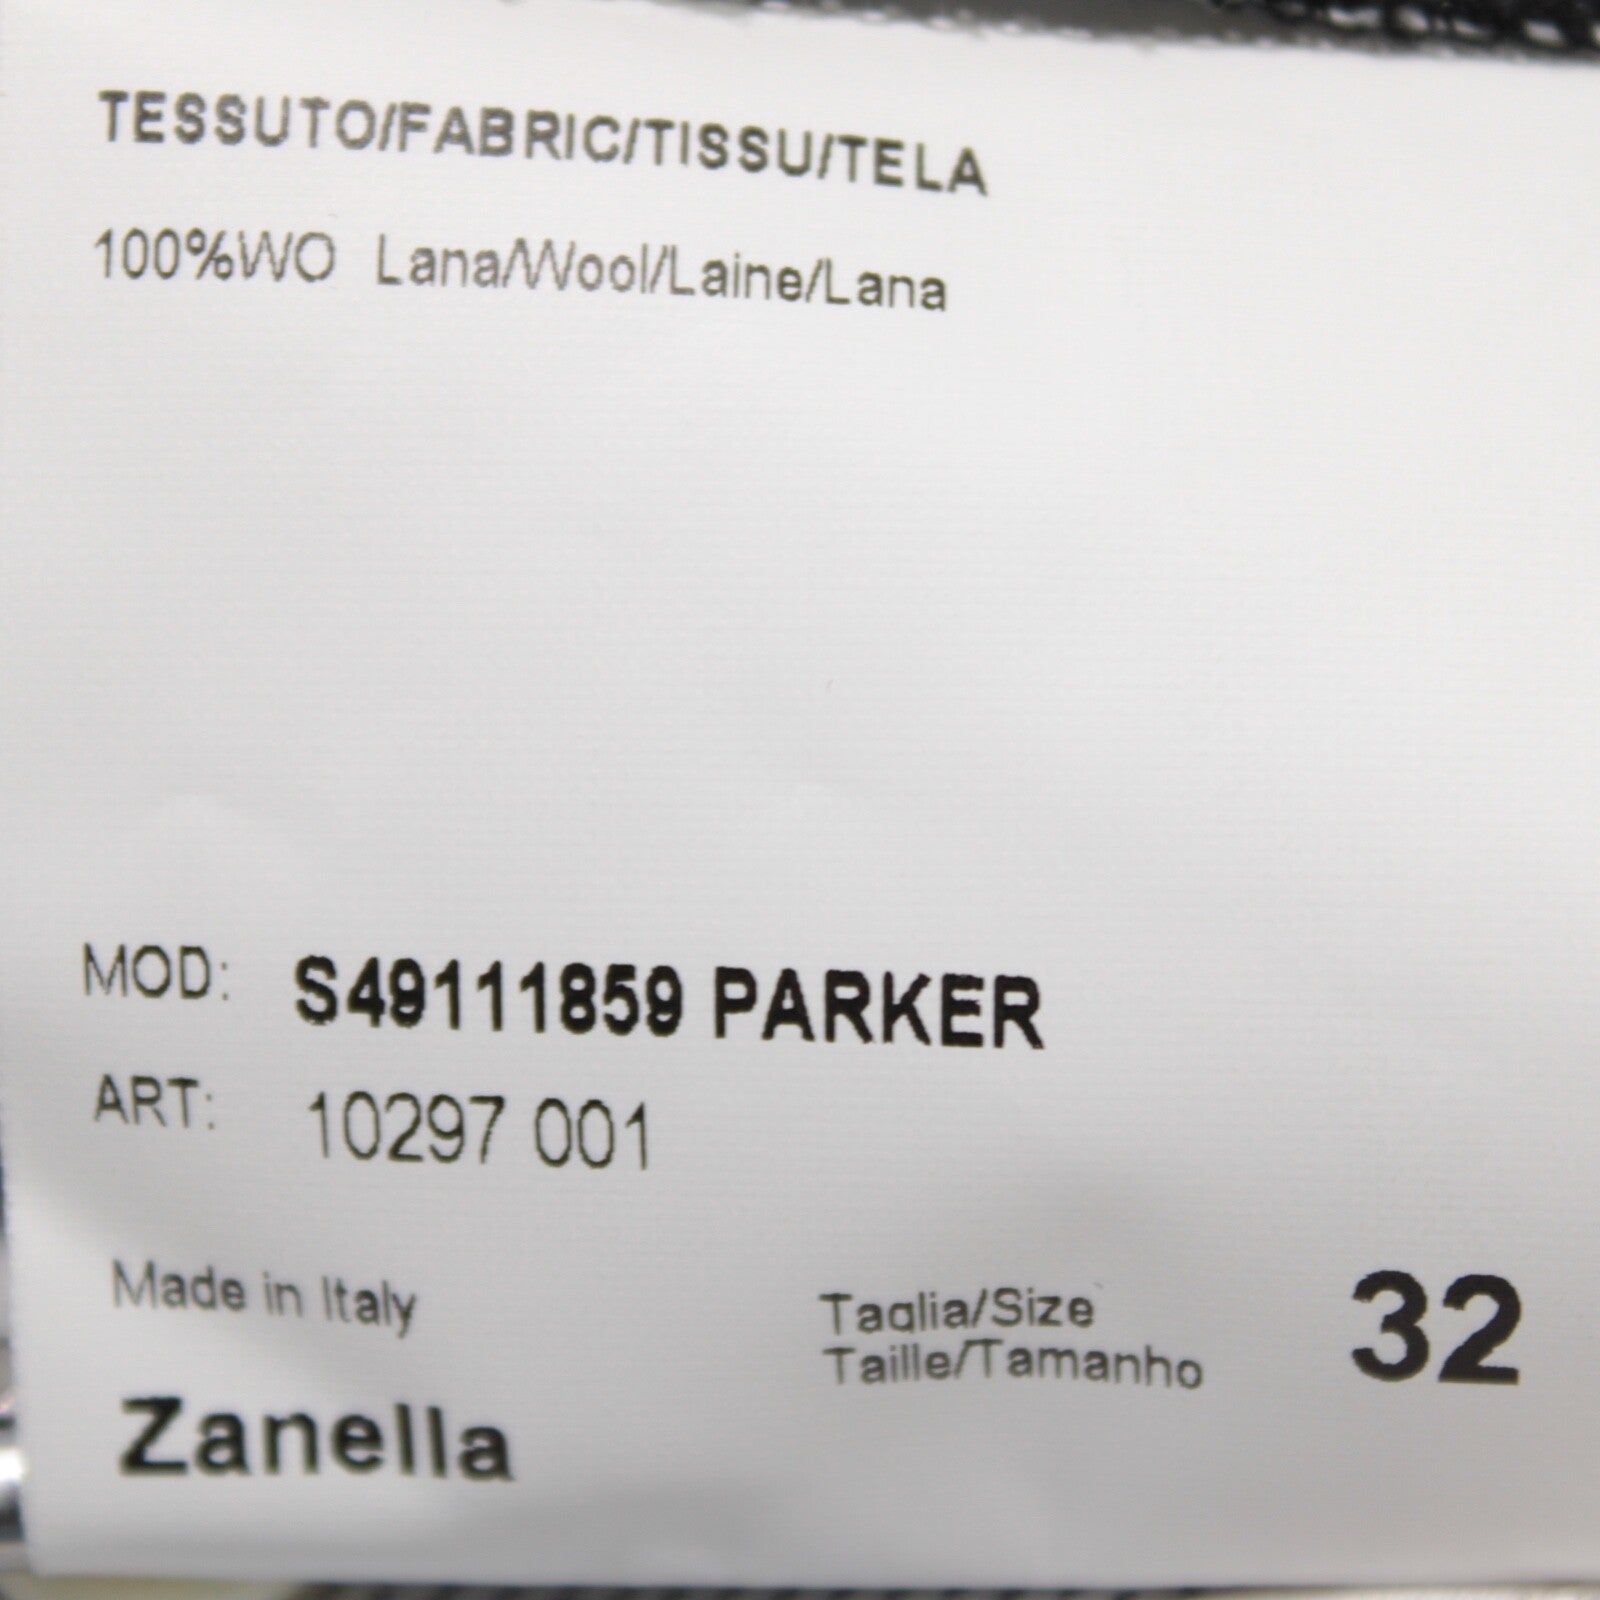 TESSUTO/FABRIC/TISSU/TELA
100%WO Lana/Wool/Laine/Lana
MOD: S49111859 PARKER
ART: 10297 001
Made in Italy
Taglia/Size
Taille/Tamanho
32
Zanella